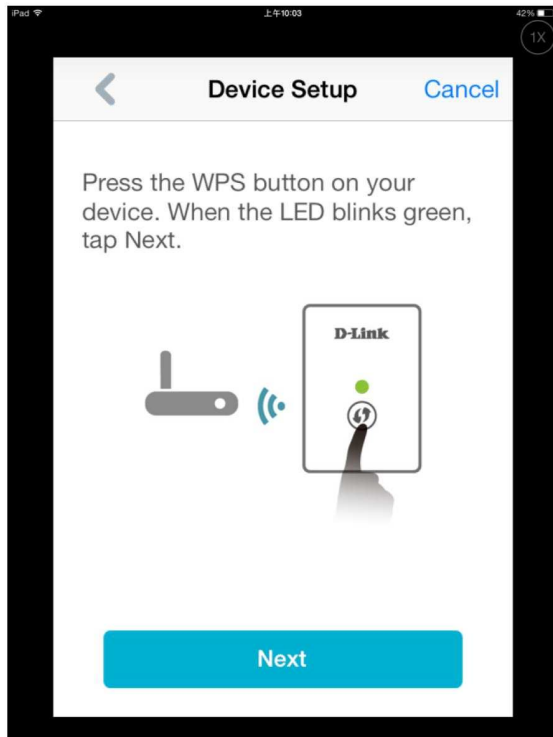 iPad 上午10:03 42%
1X
Device Setup Cancel
Press the WPS button on your
device. When the LED blinks green,
tap Next.
D-Link
Next